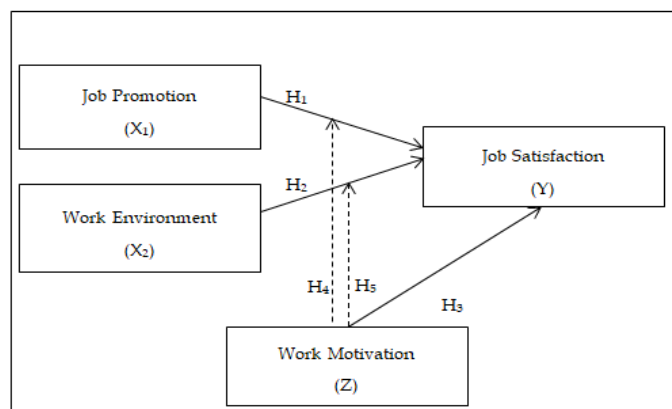 Job Promotion
(X₁)
H₁
Job Satisfaction
(Y)
H₂
Work Environment
(X₂)
H₄
H₅
H₃
Work Motivation
(Z)